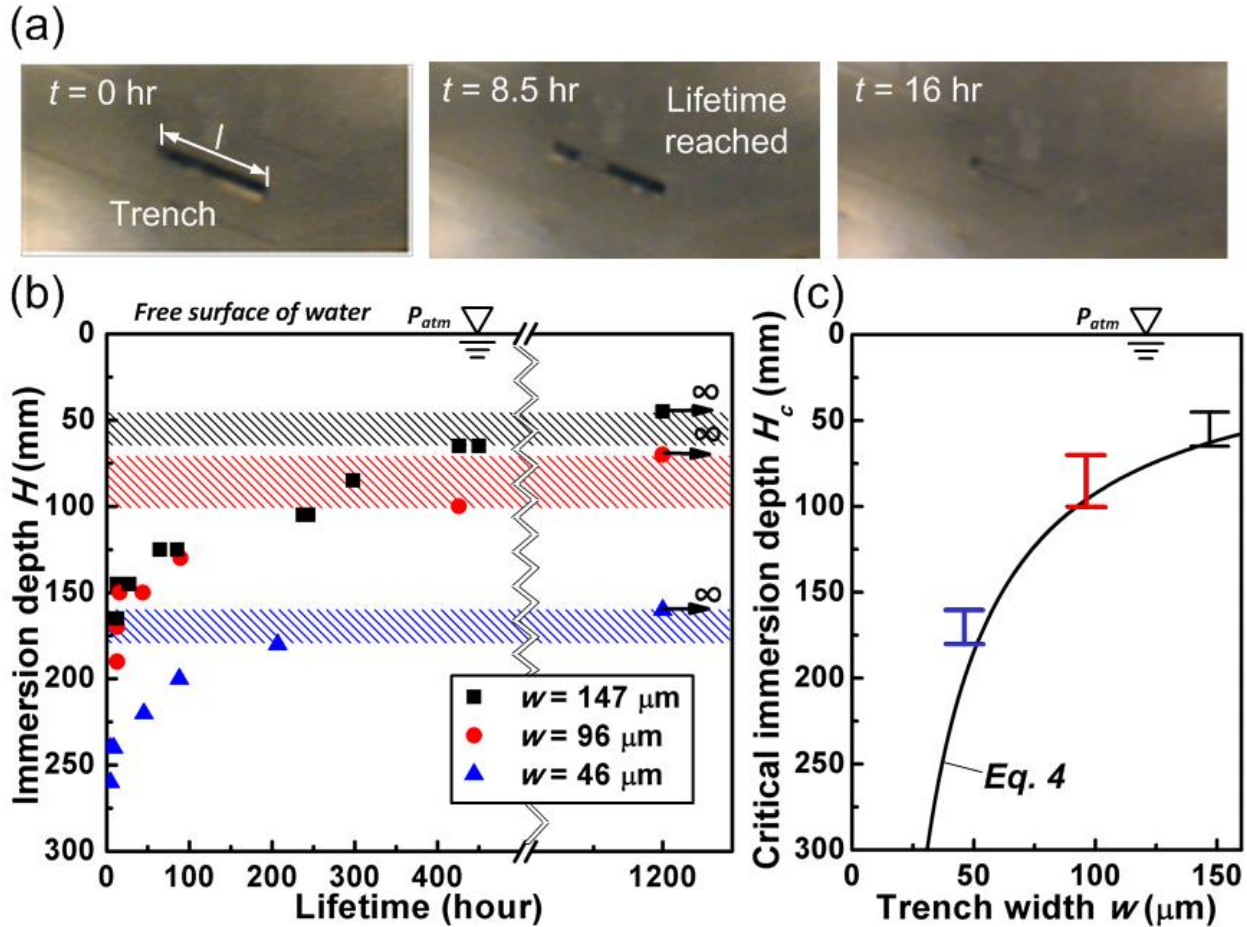 (a)
t = 0 hr
l
Trench
t = 8.5 hr
Lifetime
reached
t = 16 hr
(b)
Free surface of water
P_atm
Immersion depth H (mm)
0
50
100
150
200
250
300
∞
∞
∞
w = 147 μm
w = 96 μm
w = 46 μm
0
100
200
300
400
1200
Lifetime (hour)
(c)
P_atm
Critical immersion depth H_c (mm)
0
50
100
150
200
250
300
Eq. 4
0
50
100
150
Trench width w (μm)